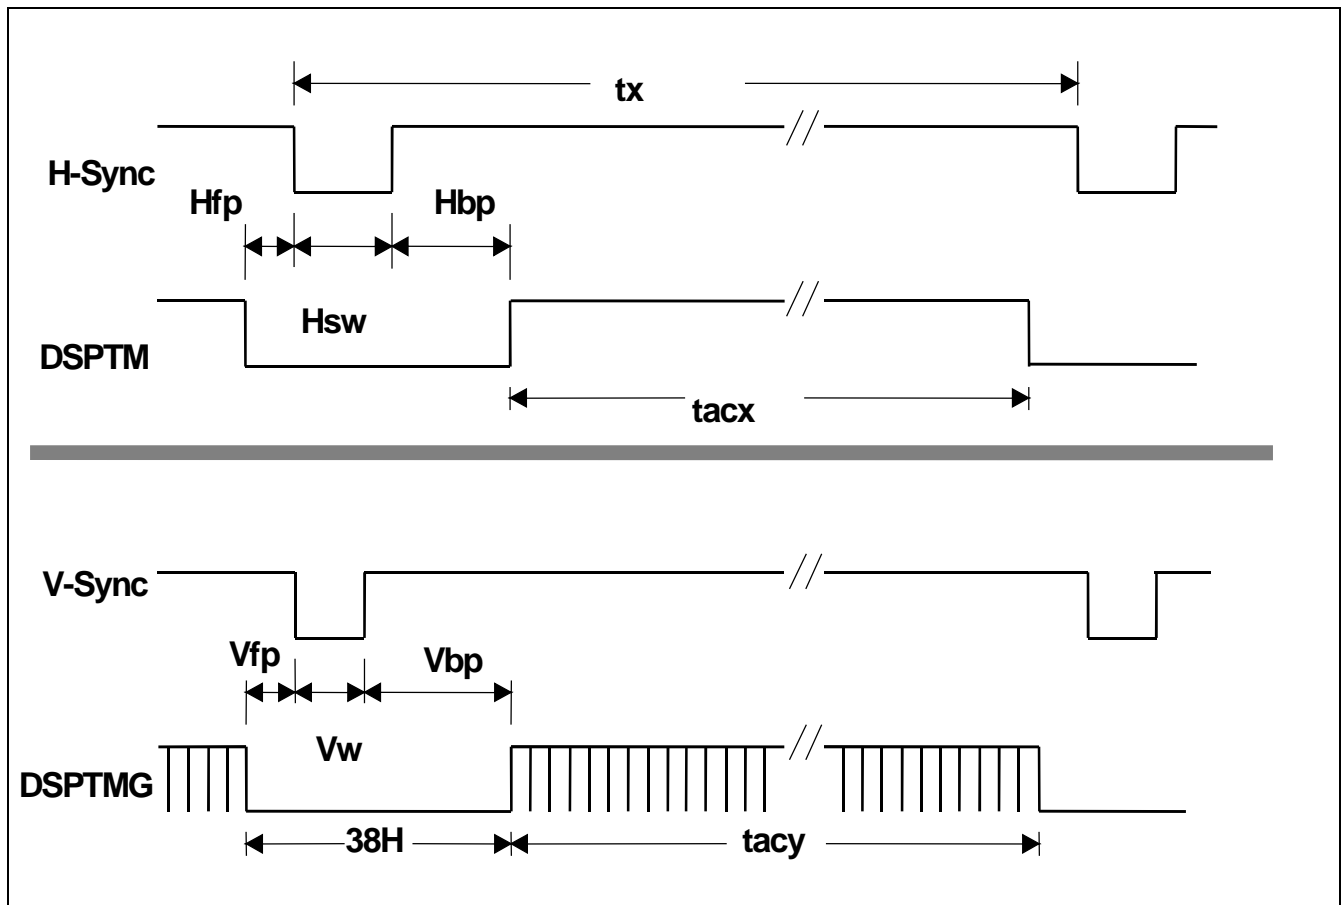 tx
H-Sync
Hfp
Hbp
Hsw
DSPTM
tacx
V-Sync
Vfp
Vbp
Vw
DSPTMG
38H
tacy